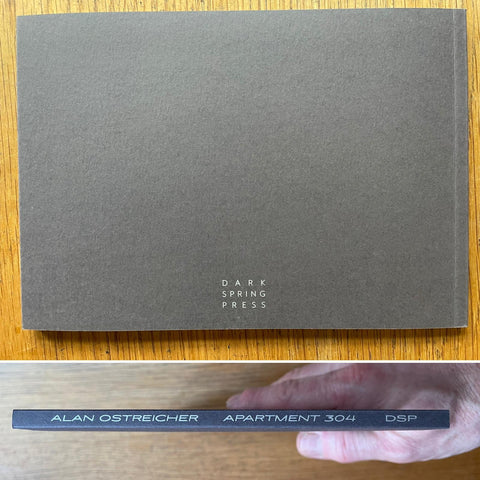 DARK
SPRING
PRESS
ALAN OSTREICHER APARTMENT 304 DSP